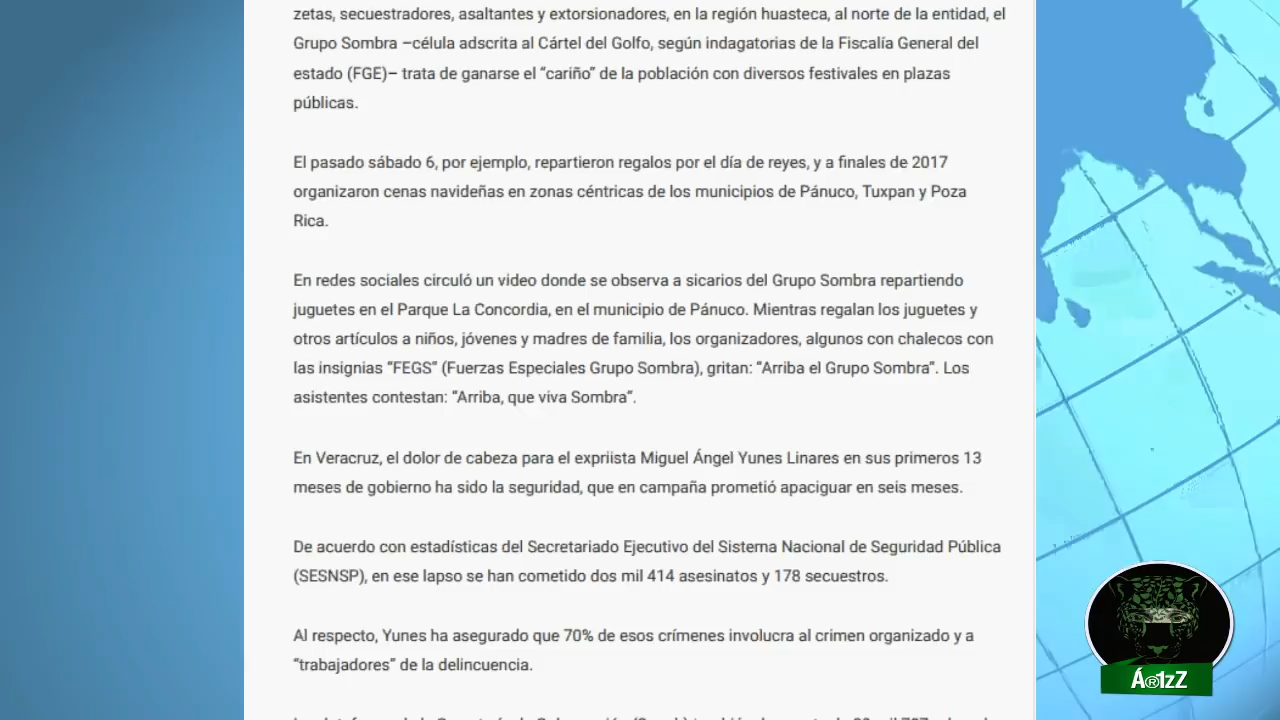 zetas, secuestradores, asaltantes y extorsionadores, en la región huasteca, al norte de la entidad, el
Grupo Sombra –célula adscrita al Cártel del Golfo, según indagatorias de la Fiscalía General del
estado (FGE)– trata de ganarse el “cariño” de la población con diversos festivales en plazas
públicas.
El pasado sábado 6, por ejemplo, repartieron regalos por el día de reyes, y a finales de 2017
organizaron cenas navideñas en zonas céntricas de los municipios de Pánuco, Tuxpan y Poza
Rica.
En redes sociales circuló un video donde se observa a sicarios del Grupo Sombra repartiendo
juguetes en el Parque La Concordia, en el municipio de Pánuco. Mientras regalan los juguetes y
otros artículos a niños, jóvenes y madres de familia, los organizadores, algunos con chalecos con
las insignias “FEGS” (Fuerzas Especiales Grupo Sombra), gritan: “Arriba el Grupo Sombra”. Los
asistentes contestan: “Arriba, que viva Sombra”.
En Veracruz, el dolor de cabeza para el expriista Miguel Ángel Yunes Linares en sus primeros 13
meses de gobierno ha sido la seguridad, que en campaña prometió apaciguar en seis meses.
De acuerdo con estadísticas del Secretariado Ejecutivo del Sistema Nacional de Seguridad Pública
(SESNSP), en ese lapso se han cometido dos mil 414 asesinatos y 178 secuestros.
Al respecto, Yunes ha asegurado que 70% de esos crímenes involucra al crimen organizado y a
“trabajadores” de la delincuencia.
Á®1zZ